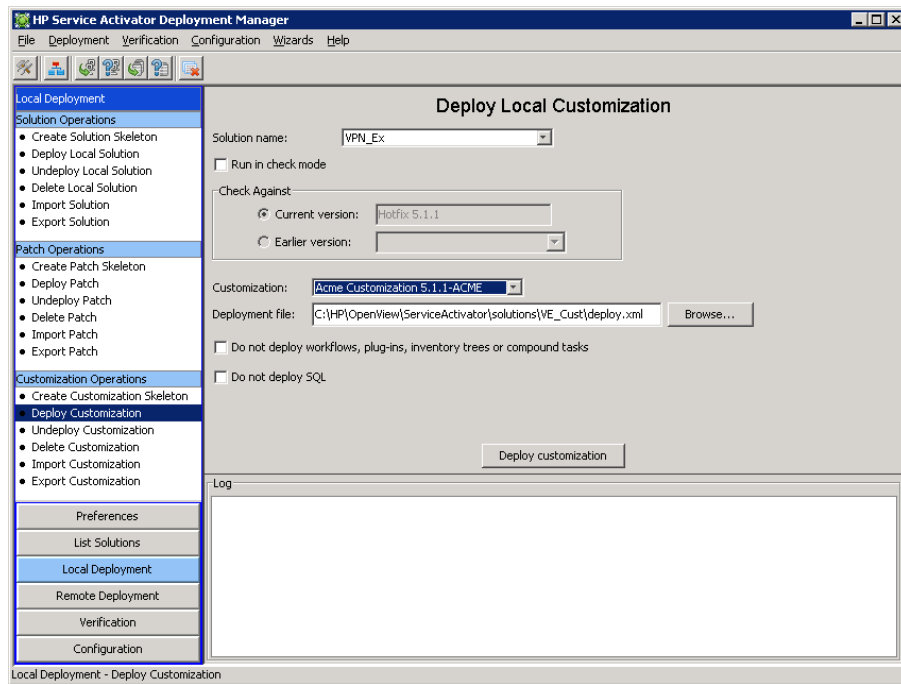 HP Service Activator Deployment Manager
File Deployment Verification Configuration Wizards Help
Local Deployment
Solution Operations
• Create Solution Skeleton
• Deploy Local Solution
• Undeploy Local Solution
• Delete Local Solution
• Import Solution
• Export Solution
Patch Operations
• Create Patch Skeleton
• Deploy Patch
• Undeploy Patch
• Delete Patch
• Import Patch
• Export Patch
Customization Operations
• Create Customization Skeleton
• Deploy Customization
• Undeploy Customization
• Delete Customization
• Import Customization
• Export Customization
Preferences
List Solutions
Local Deployment
Remote Deployment
Verification
Configuration
Deploy Local Customization
Solution name: VPN_Ex
Run in check mode
Check Against
Current version: Hotfix 5.1.1
Earlier version:
Customization: Acme Customization 5.1.1-ACME
Deployment file: C:\HP\OpenView\ServiceActivator\solutions\VE_Cust\deploy.xml Browse...
Do not deploy workflows, plug-ins, inventory trees or compound tasks
Do not deploy SQL
Deploy customization
Log
Local Deployment - Deploy Customization